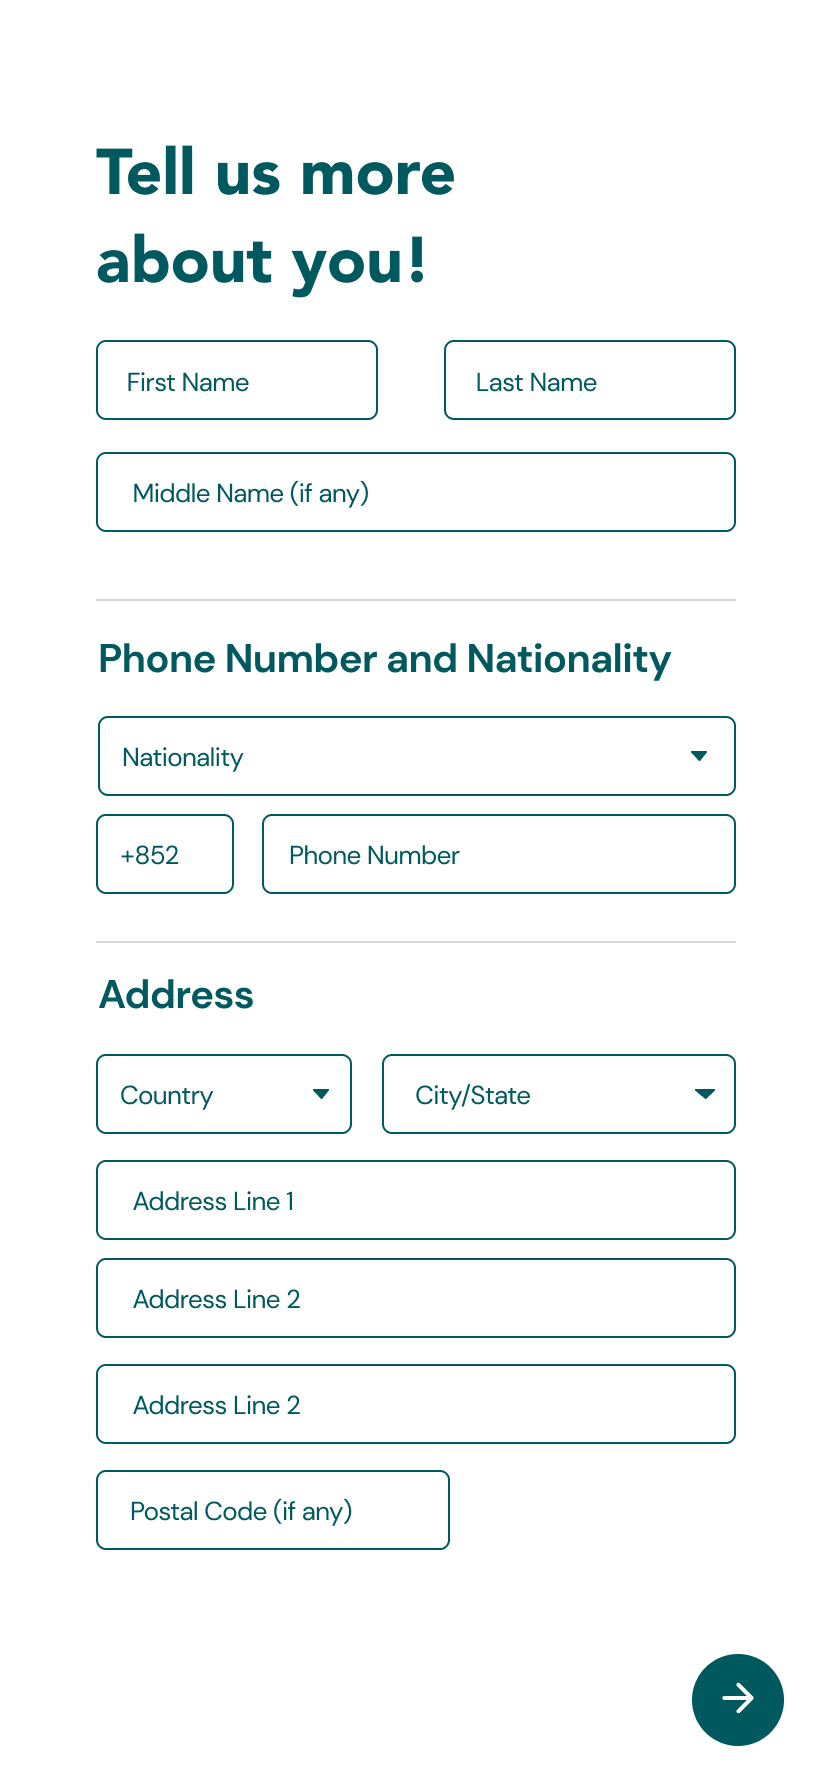 Tell us more
about you!
First Name
Last Name
Middle Name (if any)
Phone Number and Nationality
Nationality
+852
Phone Number
Address
Country
City/State
Address Line 1
Address Line 2
Address Line 2
Postal Code (if any)